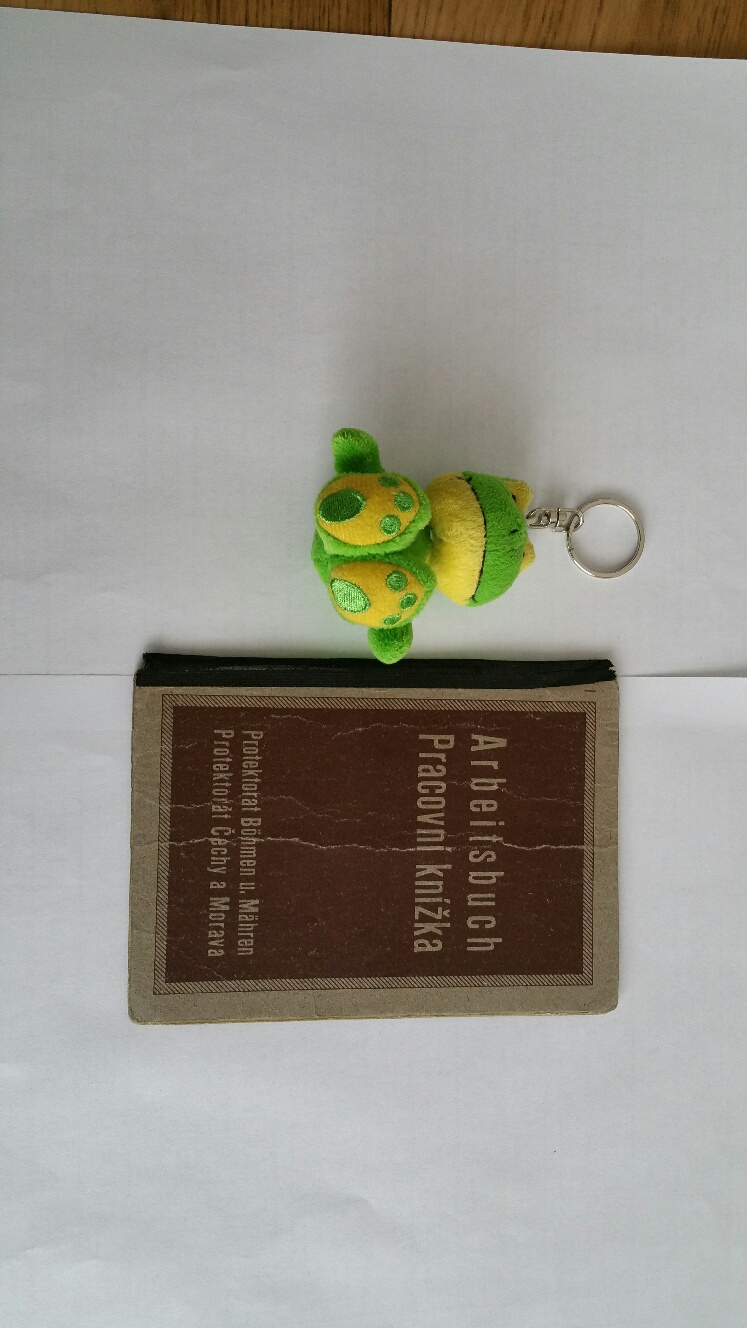 Arbeitsbuch
Pracovní knížka
Protektorat Böhmen u. Mähren
Protektorát Čechy a Morava